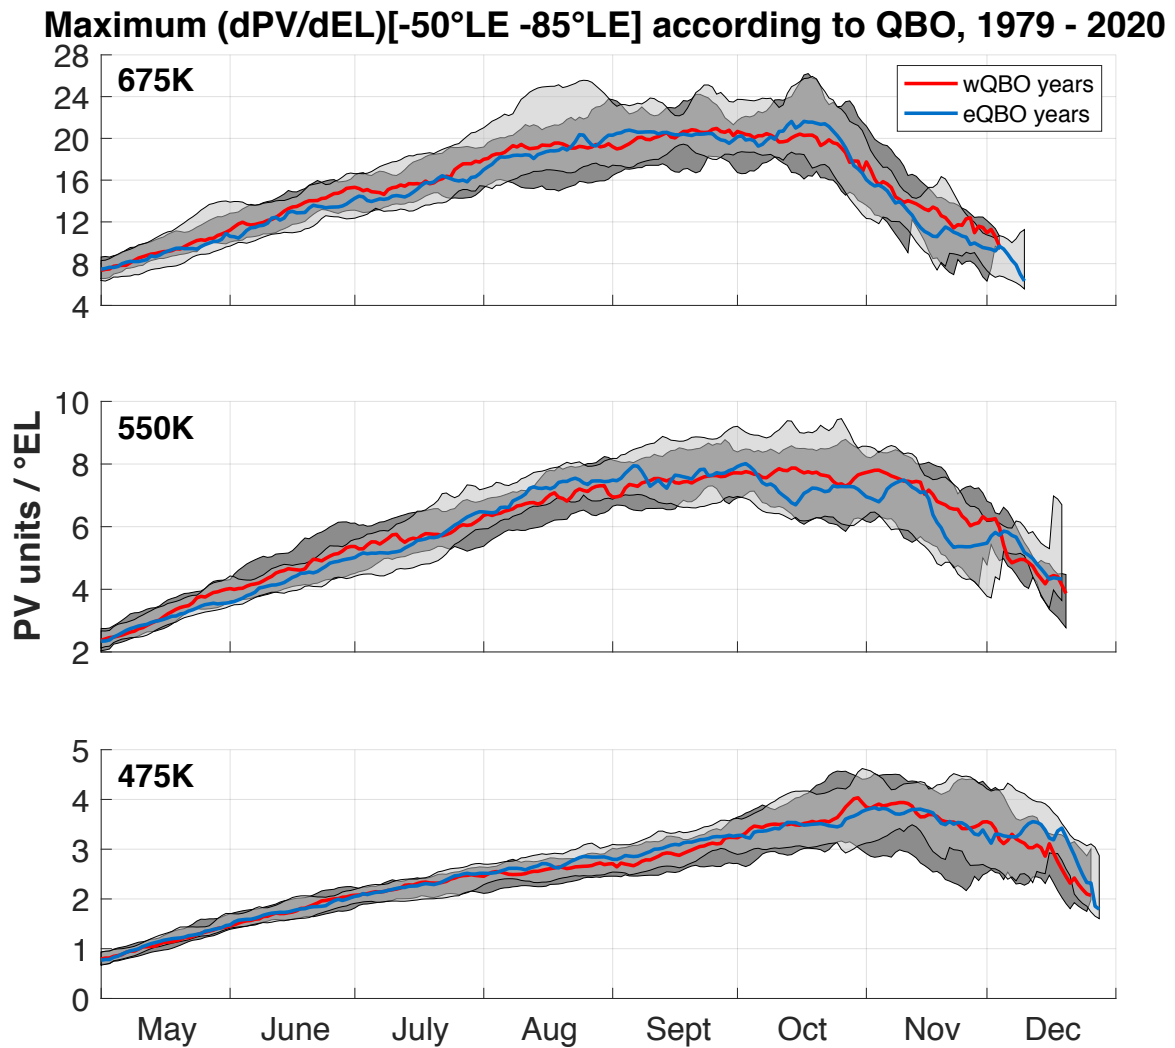 Maximum (dPV/dEL)[-50°LE -85°LE] according to QBO, 1979 - 2020
675K
wQBO years
eQBO years
28
24
20
16
12
8
4
550K
10
8
6
4
2
PV units / °EL
475K
5
4
3
2
1
0
May June July Aug Sept Oct Nov Dec